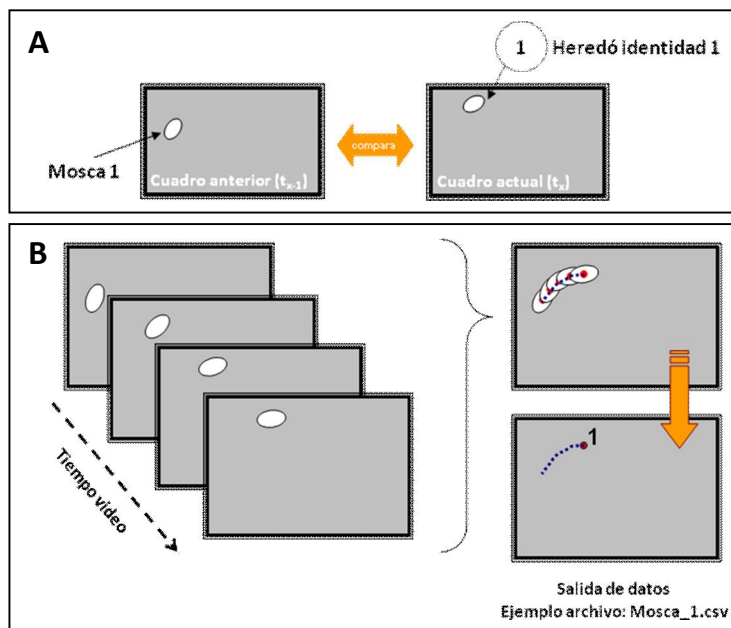 A
1
Heredó identidad 1
Mosca 1
Cuadro anterior (tx-1)
compara
Cuadro actual (tx)
B
Tiempo video
1
Salida de datos
Ejemplo archivo: Mosca_1.csv